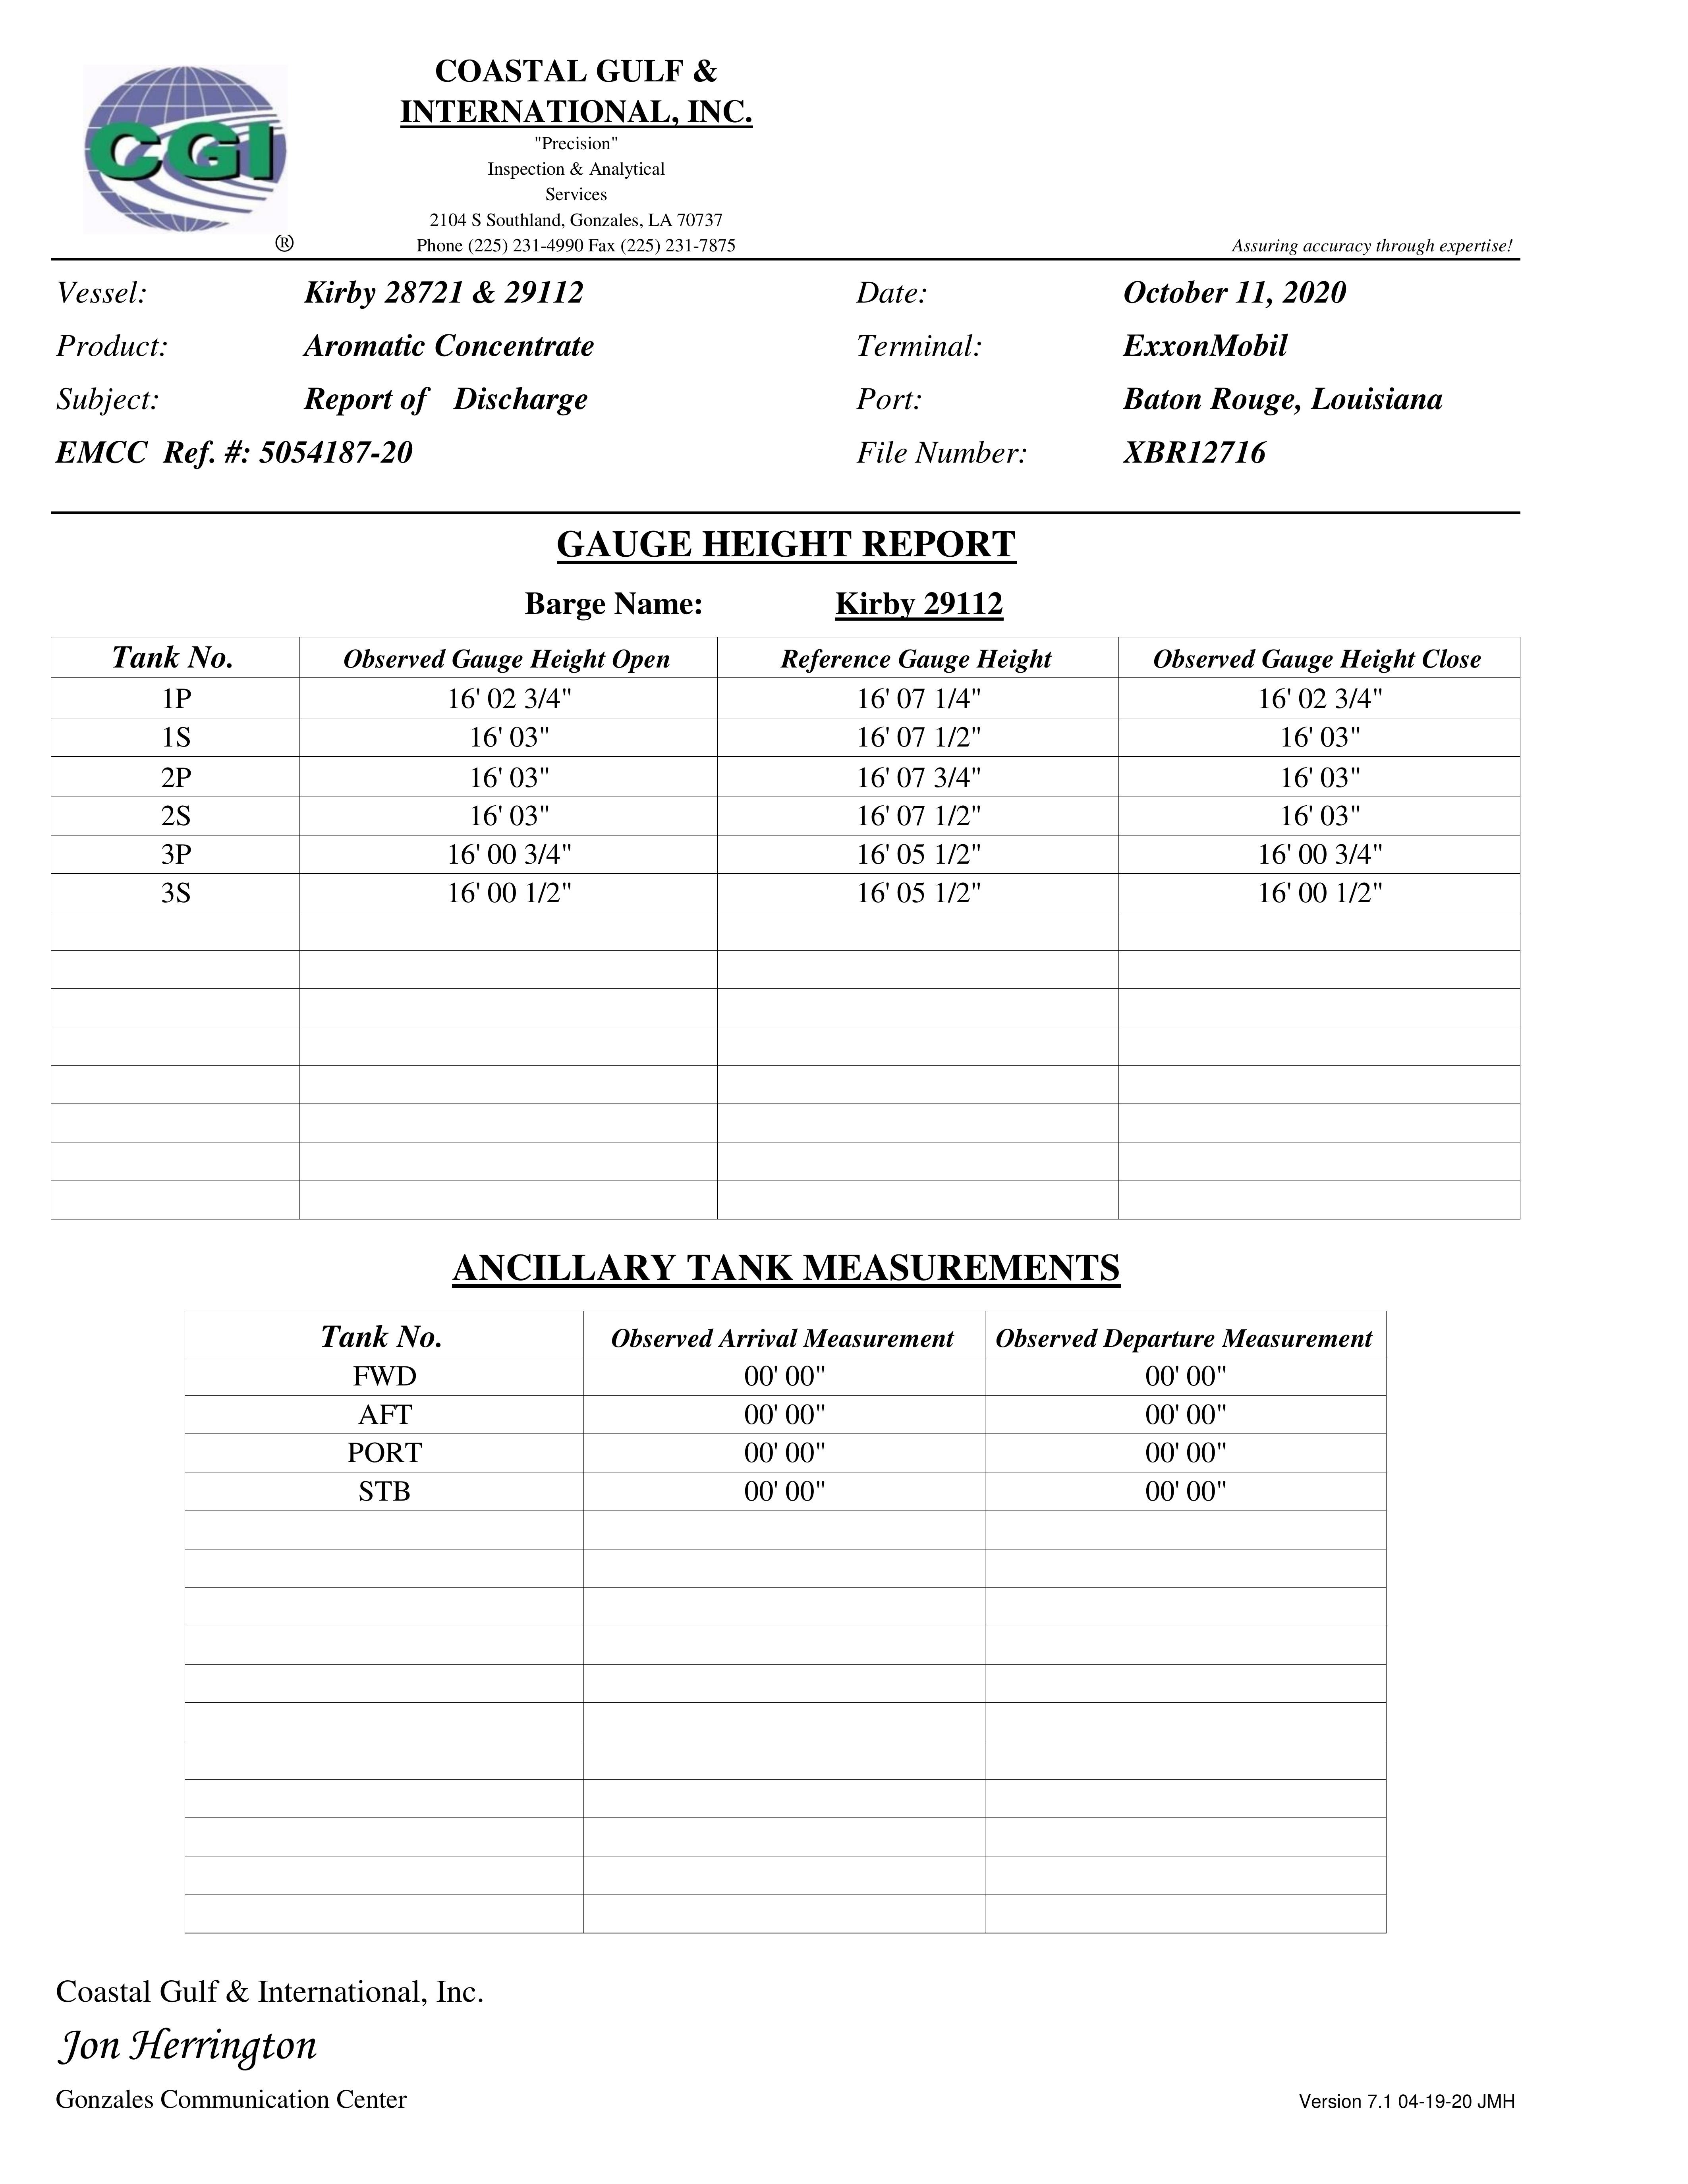 CGI
®
COASTAL GULF &
INTERNATIONAL, INC.
"Precision"
Inspection & Analytical
Services
2104 S Southland, Gonzales, LA 70737
Phone (225) 231-4990 Fax (225) 231-7875
Assuring accuracy through expertise!
Vessel: Kirby 28721 & 29112 Date: October 11, 2020
Product: Aromatic Concentrate Terminal: ExxonMobil
Subject: Report of Discharge Port: Baton Rouge, Louisiana
EMCC Ref. #: 5054187-20 File Number: XBR12716
GAUGE HEIGHT REPORT
Barge Name: Kirby 29112
Tank No. Observed Gauge Height Open Reference Gauge Height Observed Gauge Height Close
1P 16' 02 3/4" 16' 07 1/4" 16' 02 3/4"
1S 16' 03" 16' 07 1/2" 16' 03"
2P 16' 03" 16' 07 3/4" 16' 03"
2S 16' 03" 16' 07 1/2" 16' 03"
3P 16' 00 3/4" 16' 05 1/2" 16' 00 3/4"
3S 16' 00 1/2" 16' 05 1/2" 16' 00 1/2"
ANCILLARY TANK MEASUREMENTS
Tank No. Observed Arrival Measurement Observed Departure Measurement
FWD 00' 00" 00' 00"
AFT 00' 00" 00' 00"
PORT 00' 00" 00' 00"
STB 00' 00" 00' 00"
Coastal Gulf & International, Inc.
Jon Herrington
Gonzales Communication Center
Version 7.1 04-19-20 JMH